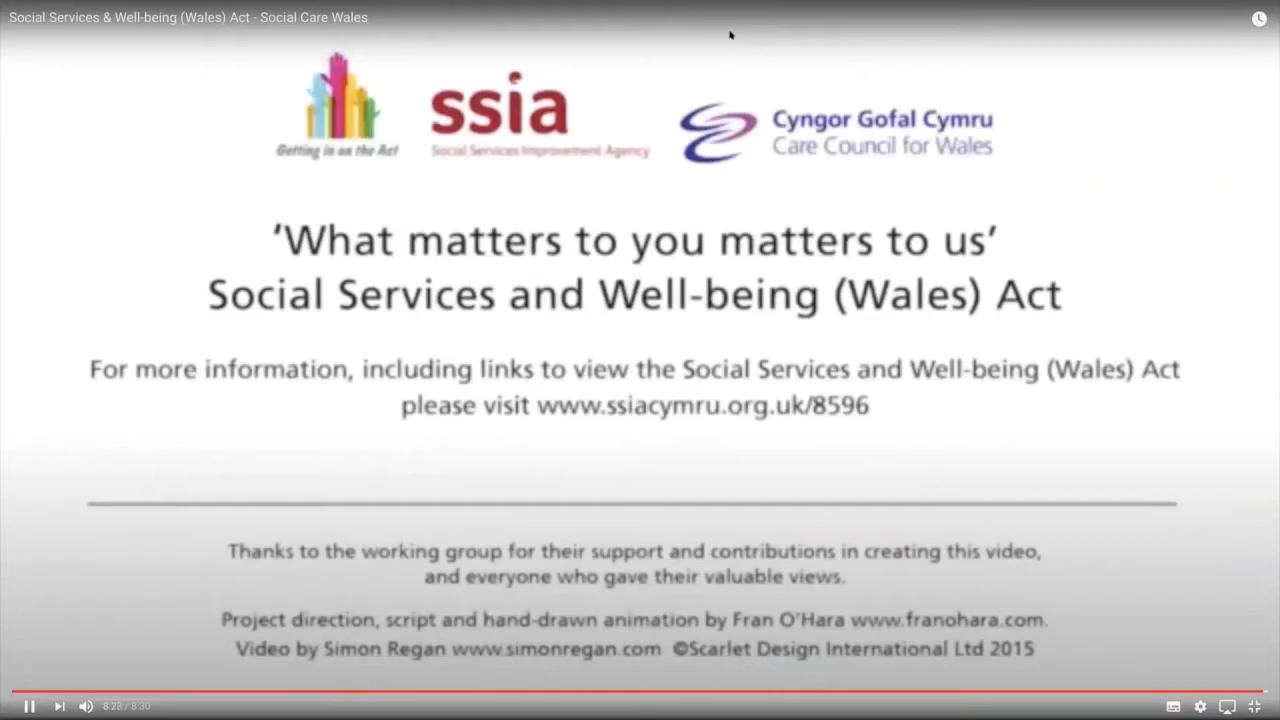 Social Services & Well-being (Wales) Act - Social Care Wales
Getting in on the Act
ssia
Social Services Improvement Agency
Cyngor Gofal Cymru
Care Council for Wales
‘What matters to you matters to us’
Social Services and Well-being (Wales) Act
For more information, including links to view the Social Services and Well-being (Wales) Act
please visit www.ssiacymru.org.uk/8596
Thanks to the working group for their support and contributions in creating this video,
and everyone who gave their valuable views.
Project direction, script and hand-drawn animation by Fran O'Hara www.franohara.com.
Video by Simon Regan www.simonregan.com ©Scarlet Design International Ltd 2015
8:28 / 8:30